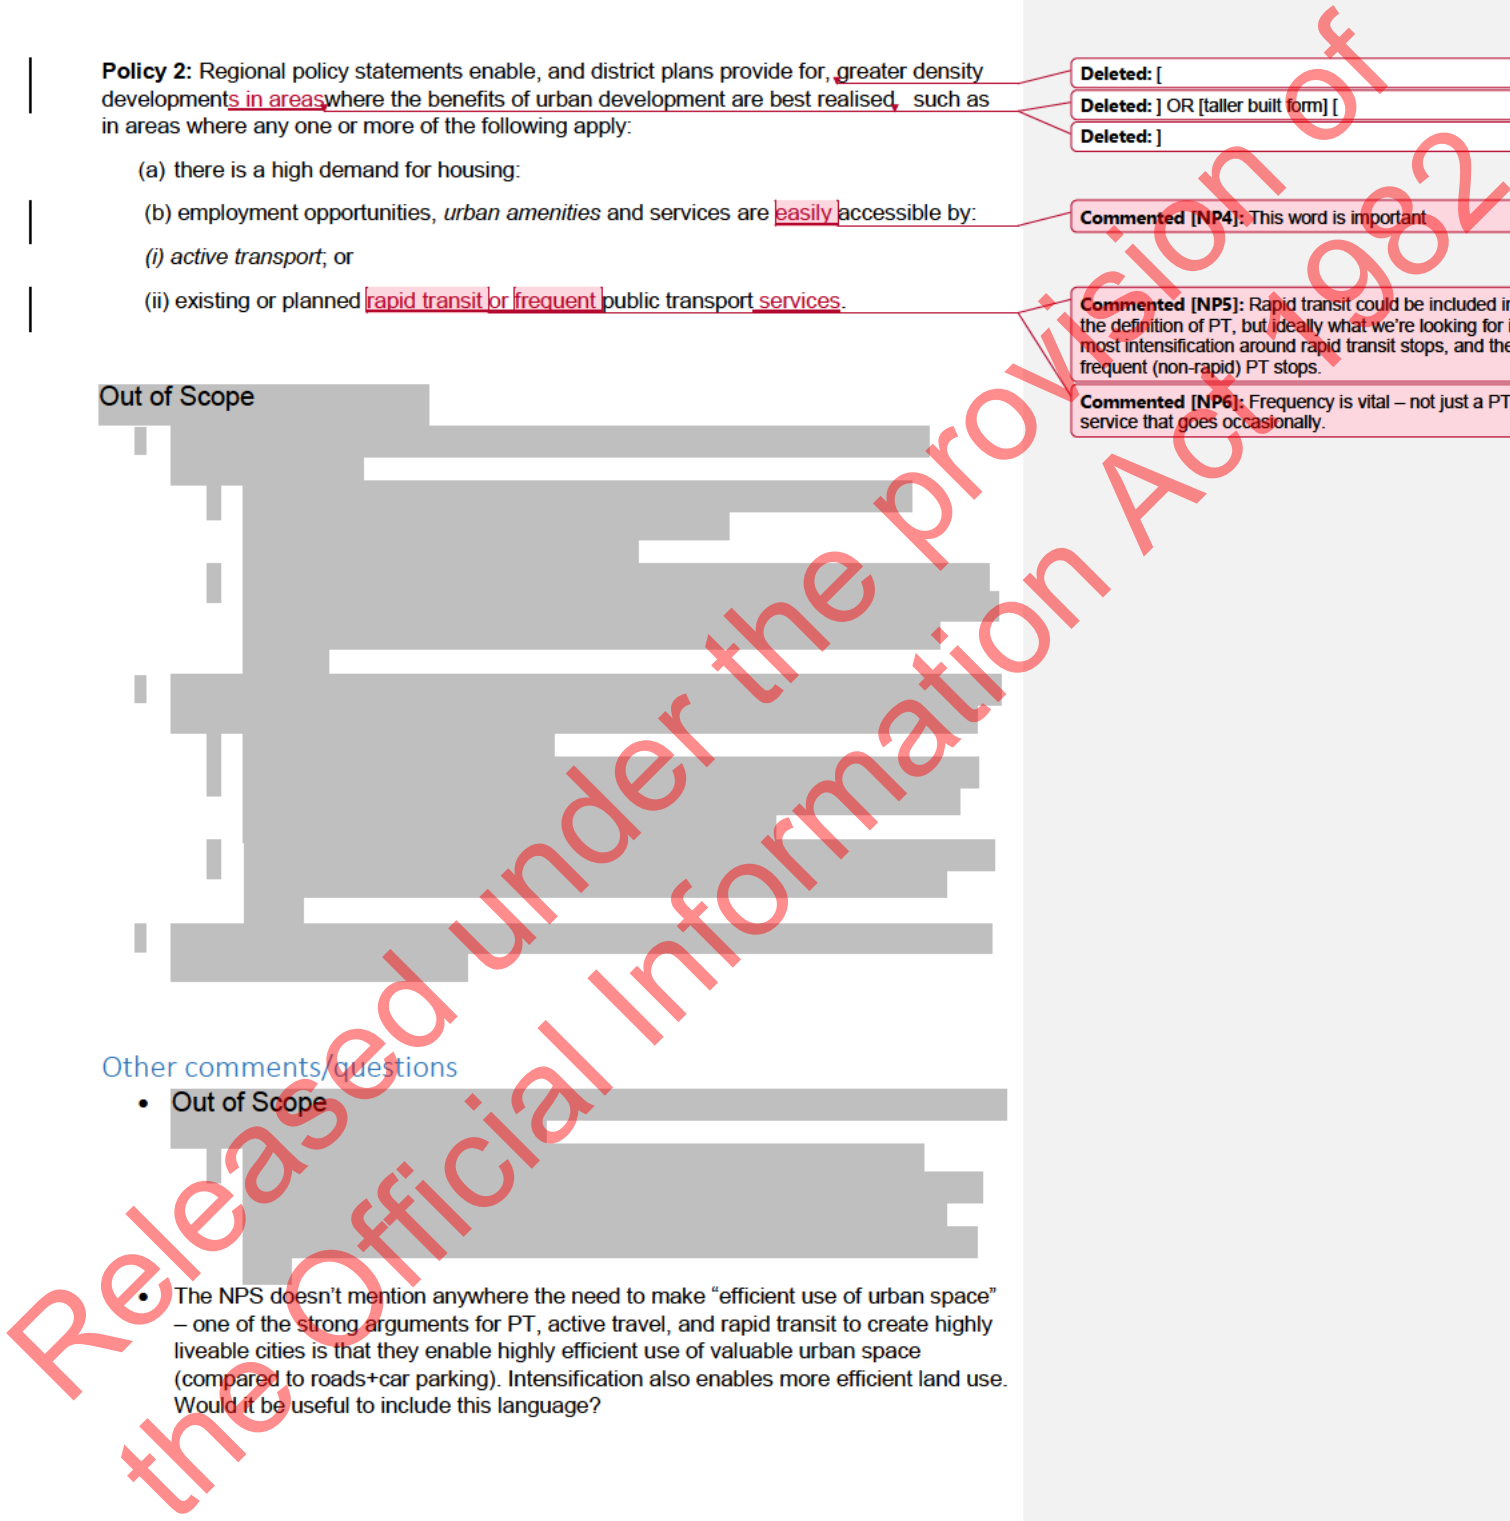 Policy 2: Regional policy statements enable, and district plans provide for, greater density
developments in areas where the benefits of urban development are best realised, such as
in areas where any one or more of the following apply:
(a) there is a high demand for housing:
(b) employment opportunities, urban amenities and services are easily accessible by:
(i) active transport; or
(ii) existing or planned rapid transit or frequent public transport services.
Deleted: [
Deleted: ] OR [taller built form] [
Deleted: ]
Commented [NP4]: This word is important
Commented [NP5]: Rapid transit could be included
the definition of PT, but ideally what we're looking for
most intensification around rapid transit stops, and
frequent (non-rapid) PT stops.
Commented [NP6]: Frequency is vital – not just a PT
service that goes occasionally.
Out of Scope
Other comments/questions
• Out of Scope
• The NPS doesn't mention anywhere the need to make “efficient use of urban space”
– one of the strong arguments for PT, active travel, and rapid transit to create highly
liveable cities is that they enable highly efficient use of valuable urban space
(compared to roads+car parking). Intensification also enables more efficient land use.
Would it be useful to include this language?
Released under the provision of
the Official Information Act 1982